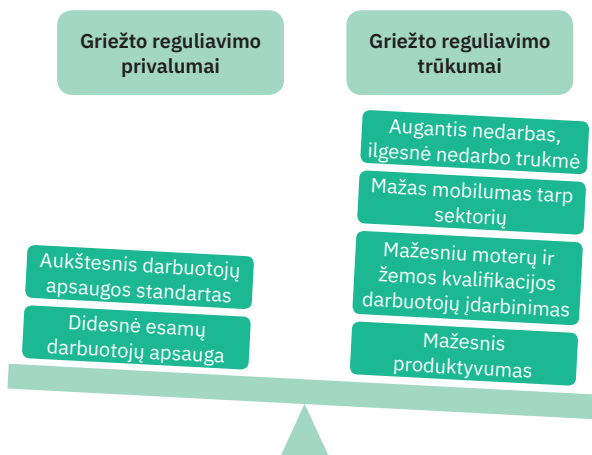 Griežto reguliavimo
privalumai
Aukštesnis darbuotojų
apsaugos standartas
Didesnė esamų
darbuotojų apsauga
Griežto reguliavimo
trūkumai
Augantis nedarbas,
ilgesnė nedarbo trukmė
Mažas mobilumas tarp
sektorių
Mažesniu moterų ir
žemos kvalifikacijos
darbuotojų įdarbinimas
Mažesnis
produktyvumas